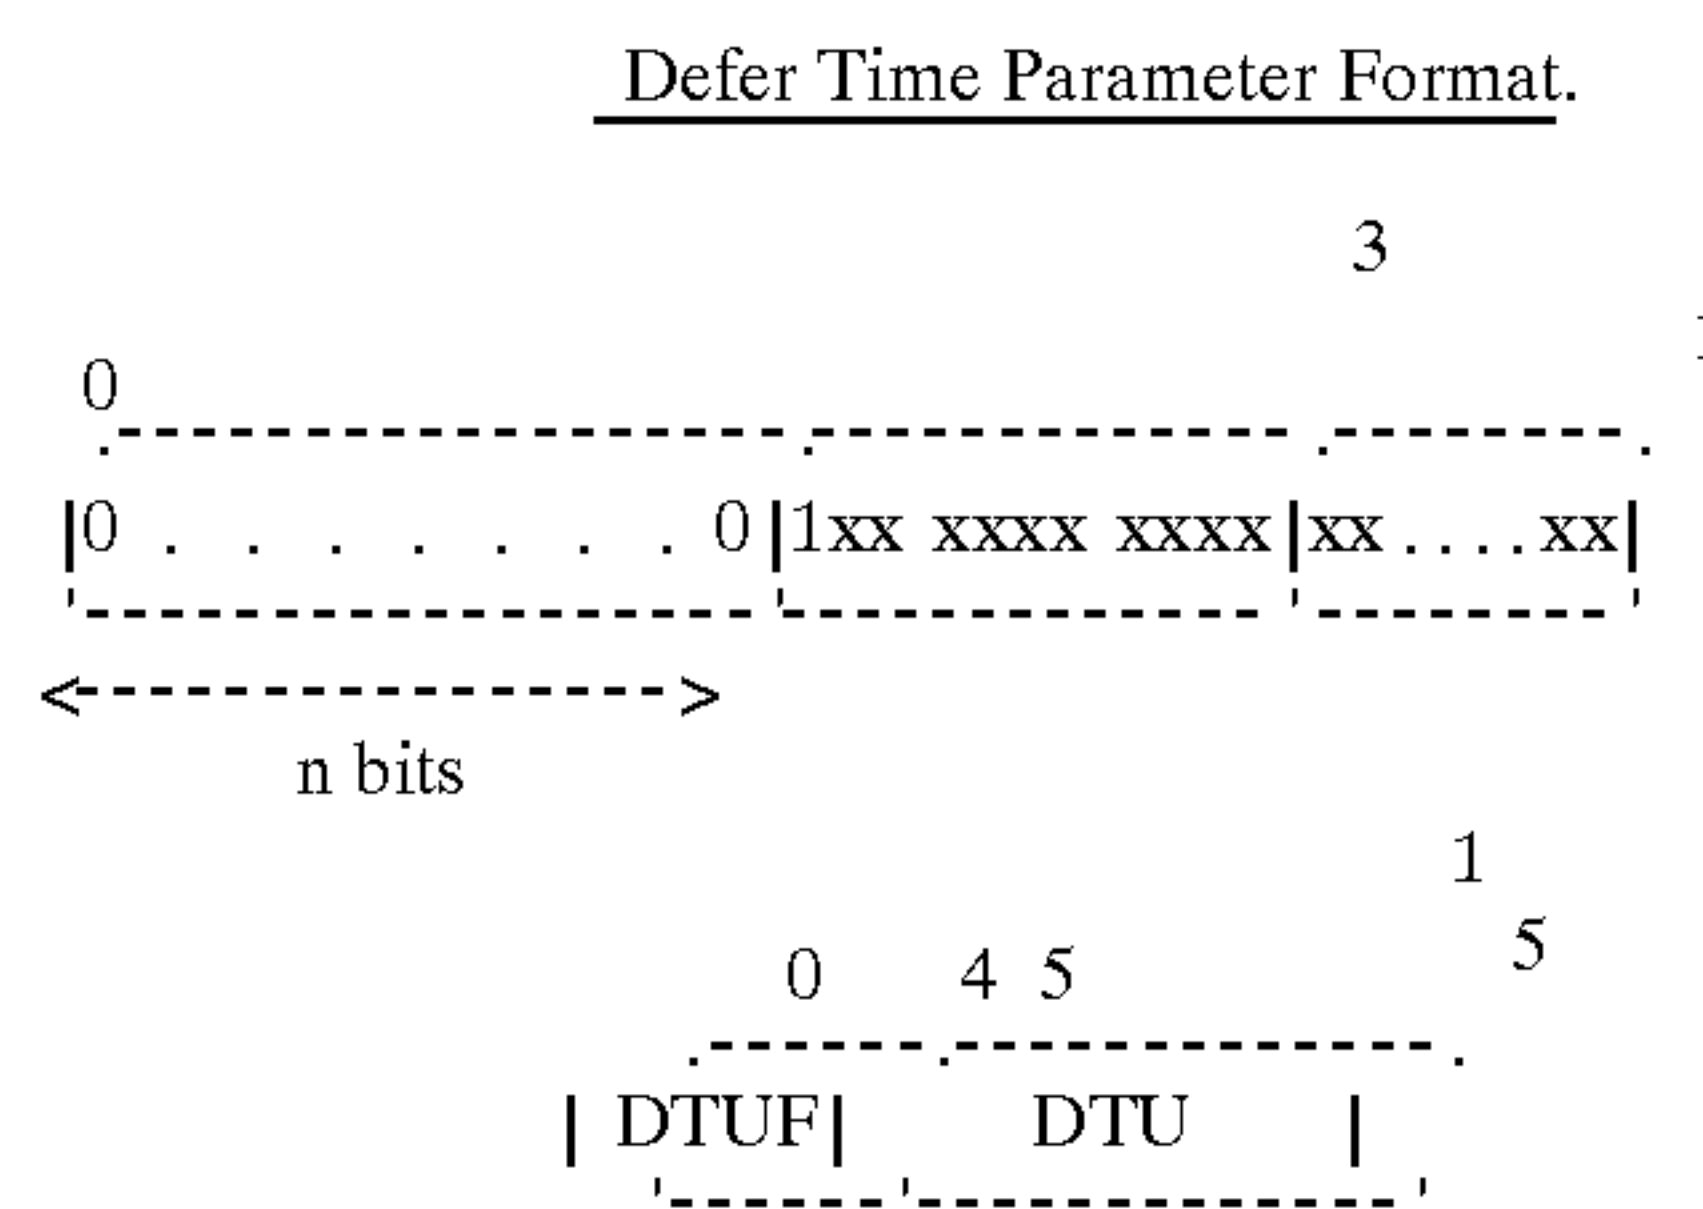 Defer Time Parameter Format.
3
0
.-------------------.--------------.--------.
|0 . . . . . . . 0|1xx xxxx xxxx|xx....xx|
'------------------'-------------'--------'
<---------------->
n bits
1
5
0 4 5
.------.-------------.
| DTUF| DTU |
'------'-------------'